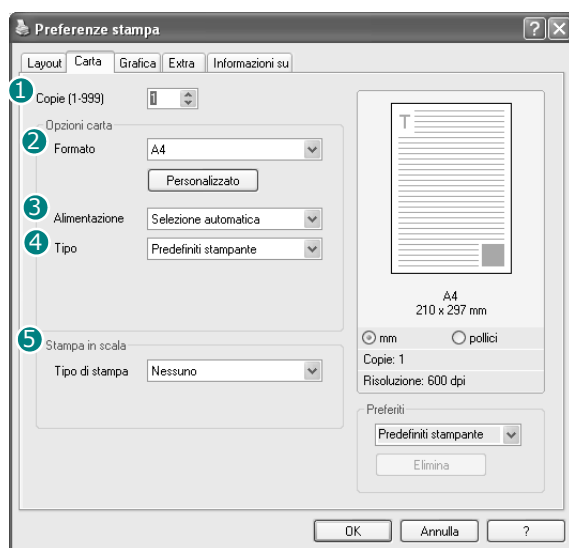 Preferenze stampa
Layout Carta Grafica Extra Informazioni su
1 Copie (1-999) 1
Opzioni carta
2 Formato A4
Personalizzato
3 Alimentazione Selezione automatica
4 Tipo Predefiniti stampante
T
A4
210 x 297 mm
mm pollici
Copie: 1
Risoluzione: 600 dpi
5 Stampa in scala
Tipo di stampa Nessuno
Preferiti
Predefiniti stampante
Elimina
OK Annulla ?